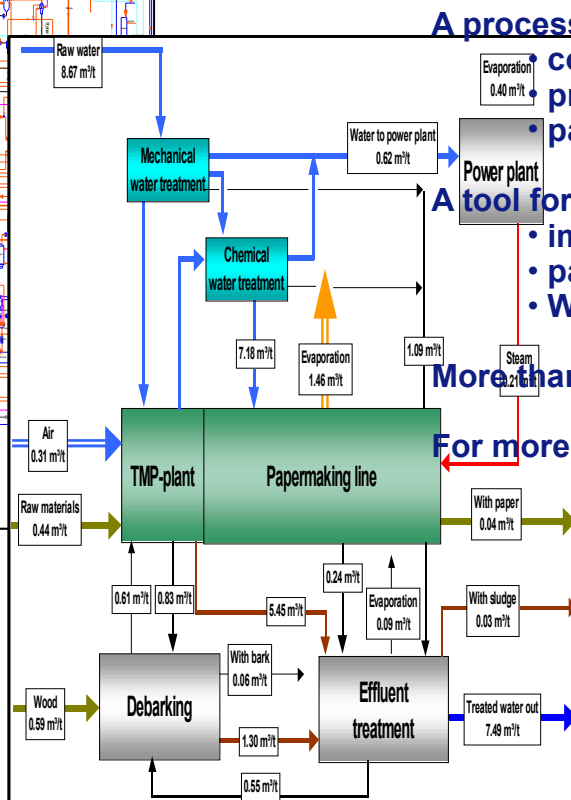 A process
• co
• pr
• pa
A tool for
• in
• pa
• W
More than
For more
Raw water
8.67 m³/t
Evaporation
0.40 m³/t
Mechanical
water treatment
Water to power plant
0.62 m³/t
Power plant
Chemical
water treatment
7.18 m³/t
Evaporation
1.46 m³/t
1.09 m³/t
Steam
0.21 m³/t
Air
0.31 m³/t
TMP-plant
Papermaking line
Raw materials
0.44 m³/t
With paper
0.04 m³/t
0.61 m³/t
0.83 m³/t
5.45 m³/t
0.24 m³/t
Evaporation
0.09 m³/t
With sludge
0.03 m³/t
With bark
0.06 m³/t
Wood
0.59 m³/t
Debarking
1.30 m³/t
Effluent
treatment
Treated water out
7.49 m³/t
0.55 m³/t